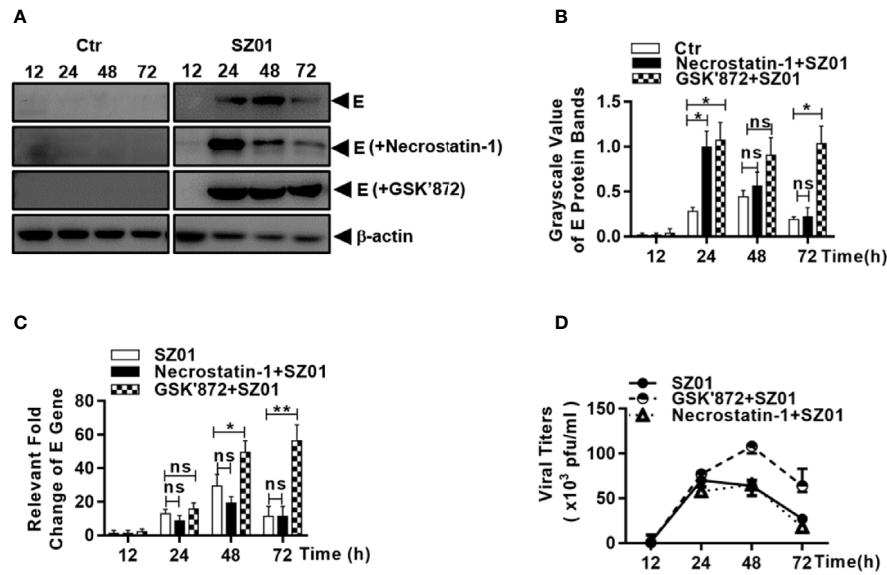 A
Ctr
SZ01
12 24 48 72 12 24 48 72
E
E (+Necrostatin-1)
E (+GSK'872)
β-actin
B
Ctr
Necrostatin-1+SZ01
GSK'872+SZ01
Grayscale Value
of E Protein Bands
1.5
1.0
0.5
0.0
*
*
ns
ns
*
ns
12 24 48 72 Time(h)
C
SZ01
Necrostatin-1+SZ01
GSK'872+SZ01
Relevant Fold
Change of E Gene
80
60
40
20
0
ns
ns
*
ns
**
ns
12 24 48 72 Time (h)
D
SZ01
GSK'872+SZ01
Necrostatin-1+SZ01
Viral Titers
( x10³ pfu/ml )
150
100
50
0
12 24 48 72 Time(h)